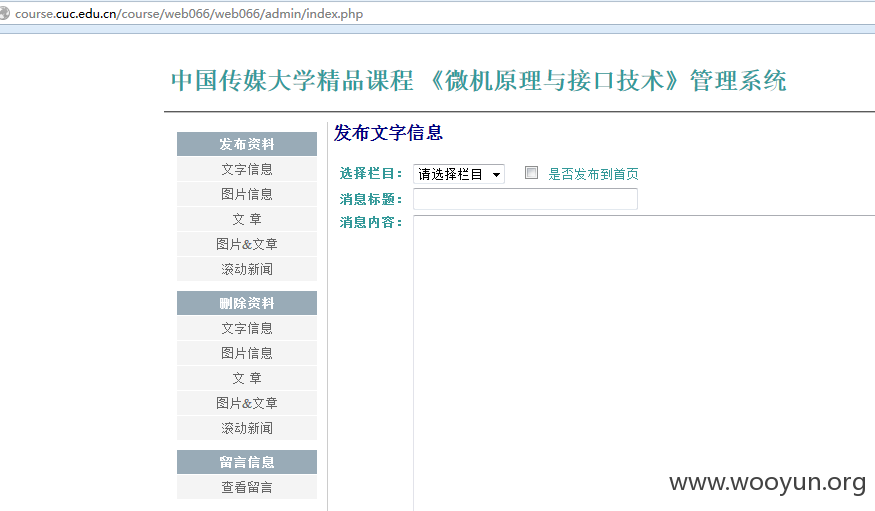 course.cuc.edu.cn/course/web066/web066/admin/index.php
中国传媒大学精品课程 《微机原理与接口技术》管理系统
发布资料
文字信息
图片信息
文 章
图片&文章
滚动新闻
删除资料
文字信息
图片信息
文 章
图片&文章
滚动新闻
留言信息
查看留言
发布文字信息
选择栏目： 请选择栏目 是否发布到首页
消息标题：
消息内容：
www.wooyun.org